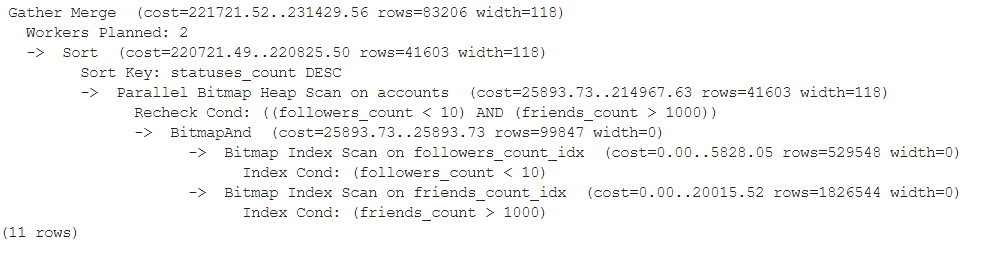 Gather Merge  (cost=221721.52..231429.56 rows=83206 width=118)
  Workers Planned: 2
  ->  Sort  (cost=220721.49..220825.50 rows=41603 width=118)
        Sort Key: statuses_count DESC
        ->  Parallel Bitmap Heap Scan on accounts  (cost=25893.73..214967.63 rows=41603 width=118)
              Recheck Cond: ((followers_count < 10) AND (friends_count > 1000))
              ->  BitmapAnd  (cost=25893.73..25893.73 rows=99847 width=0)
                    ->  Bitmap Index Scan on followers_count_idx  (cost=0.00..5828.05 rows=529548 width=0)
                          Index Cond: (followers_count < 10)
                    ->  Bitmap Index Scan on friends_count_idx  (cost=0.00..20015.52 rows=1826544 width=0)
                          Index Cond: (friends_count > 1000)
(11 rows)